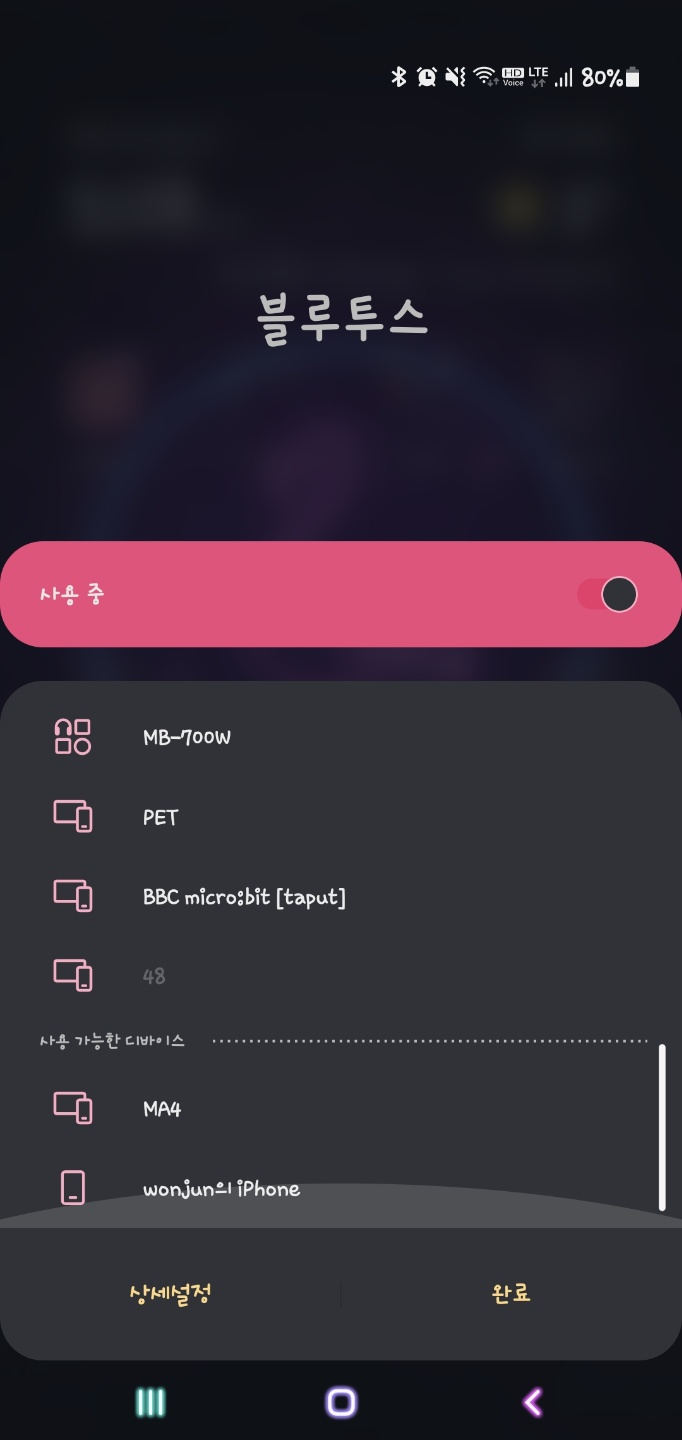 HD Voice LTE 80%
블루투스
사용 중
MB-700W
PET
BBC micro:bit [taput]
48
사용 가능한 디바이스
MA4
wonjun의 iPhone
상세설정 완료